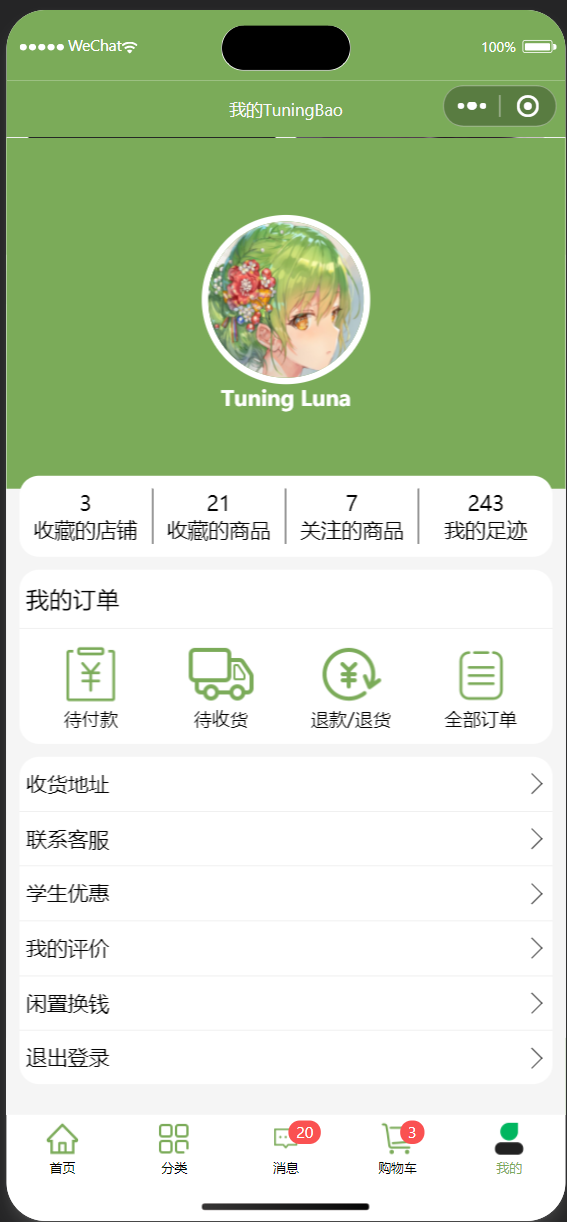 WeChat
100%
我的TuningBao
Tuning Luna
3 21 7 243
收藏的店铺 收藏的商品 关注的商品 我的足迹
我的订单
待付款 待收货 退款/退货 全部订单
收货地址
联系客服
学生优惠
我的评价
闲置换钱
退出登录
20 3
首页 分类 消息 购物车 我的